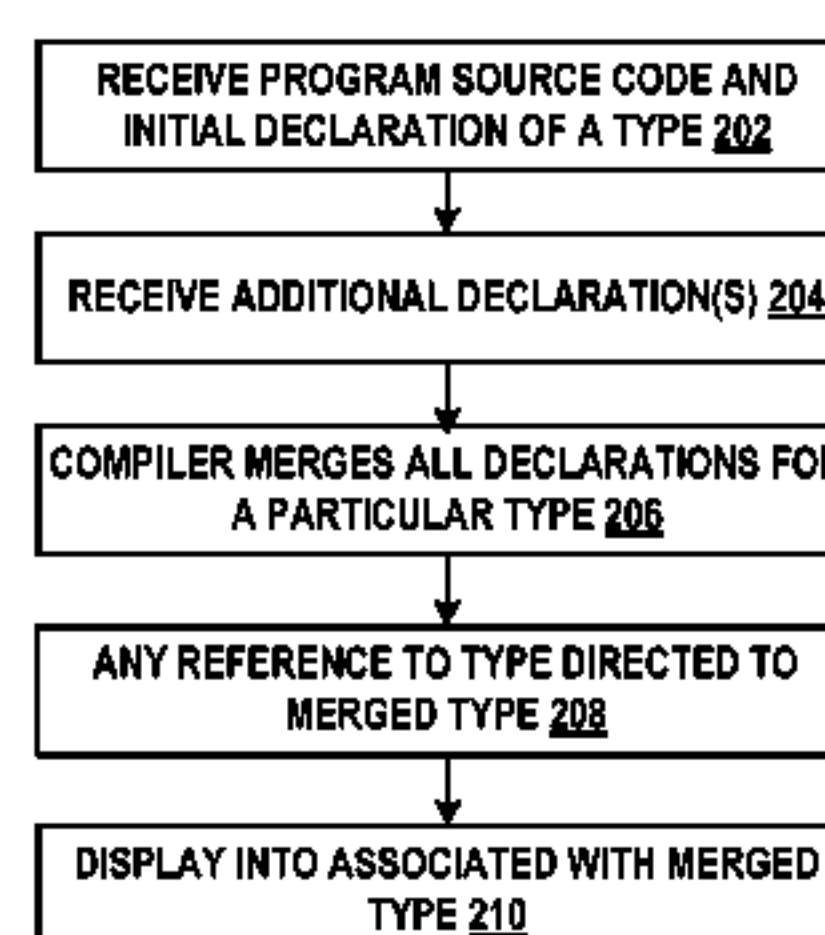 RECEIVE PROGRAM SOURCE CODE AND
INITIAL DECLARATION OF A TYPE 202
RECEIVE ADDITIONAL DECLARATION(S) 204
COMPILER MERGES ALL DECLARATIONS FOR
A PARTICULAR TYPE 206
ANY REFERENCE TO TYPE DIRECTED TO
MERGED TYPE 208
DISPLAY INTO ASSOCIATED WITH MERGED
TYPE 210